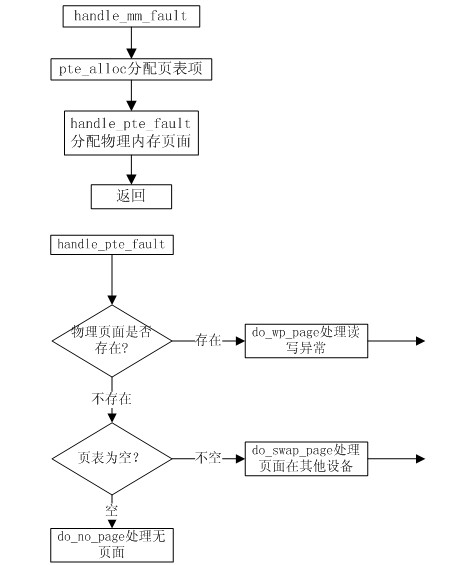 handle_mm_fault
pte_alloc分配页表项
handle_pte_fault
分配物理内存页面
返回
handle_pte_fault
物理页面是否
存在?
存在
do_wp_page处理读
写异常
不存在
页表为空?
不空
do_swap_page处理
页面在其他设备
空
do_no_page处理无
页面